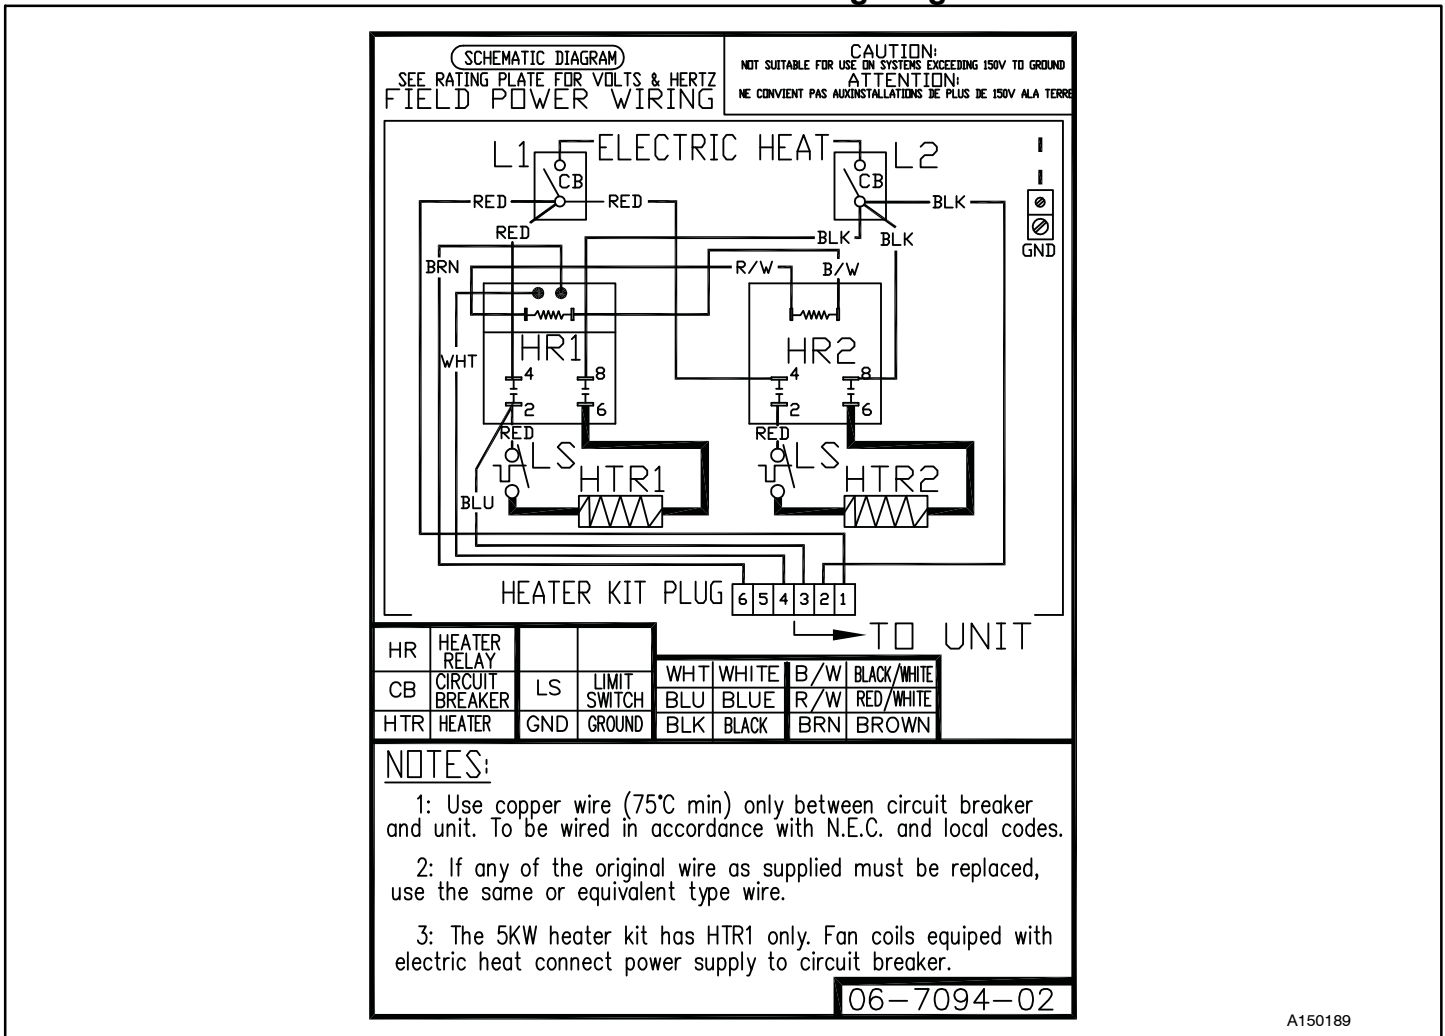 SCHEMATIC DIAGRAM
SEE RATING PLATE FOR VOLTS & HERTZ
FIELD POWER WIRING
CAUTION:
NOT SUITABLE FOR USE ON SYSTEMS EXCEEDING 150V TO GROUND
ATTENTION:
NE CONVIENT PAS AUXINSTALLATIONS DE PLUS DE 150V ALA TERRE
L1 ELECTRIC HEAT L2
CB CB
RED RED BLK
RED BLK BLK
GND
BRN R/W B/W
HR1 HR2
WHT
4 8 4 8
2 6 2 6
RED RED
LS LS
HTR1 HTR2
BLU
HEATER KIT PLUG 6 5 4 3 2 1
TO UNIT
HR HEATER RELAY
CB CIRCUIT BREAKER LS LIMIT SWITCH
HTR HEATER GND GROUND
WHT WHITE B/W BLACK/WHITE
BLU BLUE R/W RED/WHITE
BLK BLACK BRN BROWN
NOTES:
1: Use copper wire (75°C min) only between circuit breaker
and unit. To be wired in accordance with N.E.C. and local codes.
2: If any of the original wire as supplied must be replaced,
use the same or equivalent type wire.
3: The 5KW heater kit has HTR1 only. Fan coils equiped with
electric heat connect power supply to circuit breaker.
06-7094-02
A150189